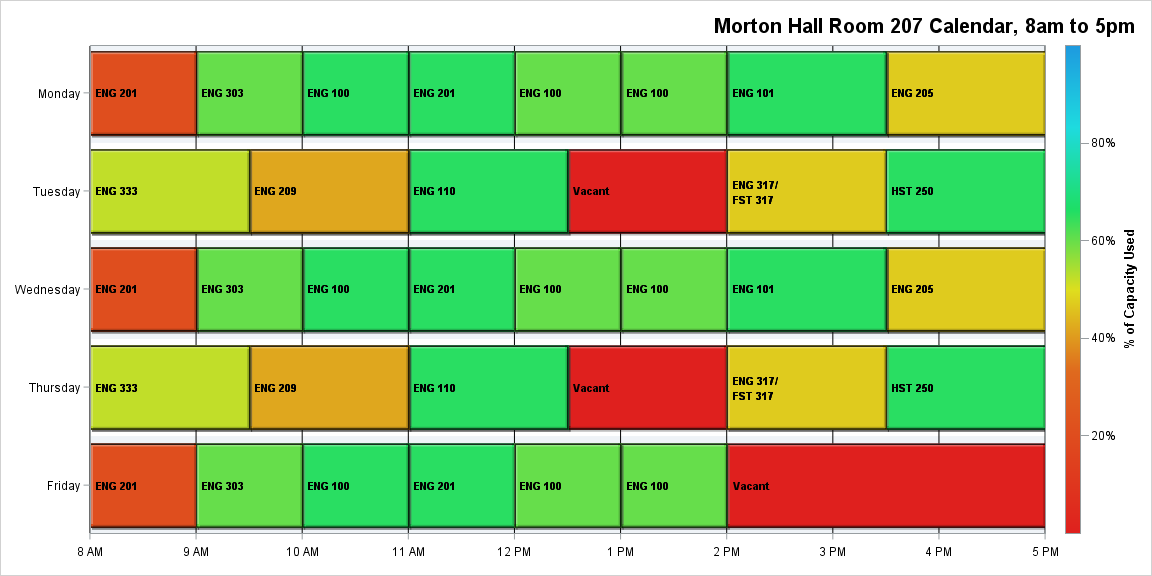 Morton Hall Room 207 Calendar, 8am to 5pm
Monday
ENG 201
ENG 303
ENG 100
ENG 201
ENG 100
ENG 100
ENG 101
ENG 205
Tuesday
ENG 333
ENG 209
ENG 110
Vacant
ENG 317/
FST 317
HST 250
Wednesday
ENG 201
ENG 303
ENG 100
ENG 201
ENG 100
ENG 100
ENG 101
ENG 205
Thursday
ENG 333
ENG 209
ENG 110
Vacant
ENG 317/
FST 317
HST 250
Friday
ENG 201
ENG 303
ENG 100
ENG 201
ENG 100
ENG 100
Vacant
8 AM
9 AM
10 AM
11 AM
12 PM
1 PM
2 PM
3 PM
4 PM
5 PM
80%
60%
40%
20%
% of Capacity Used